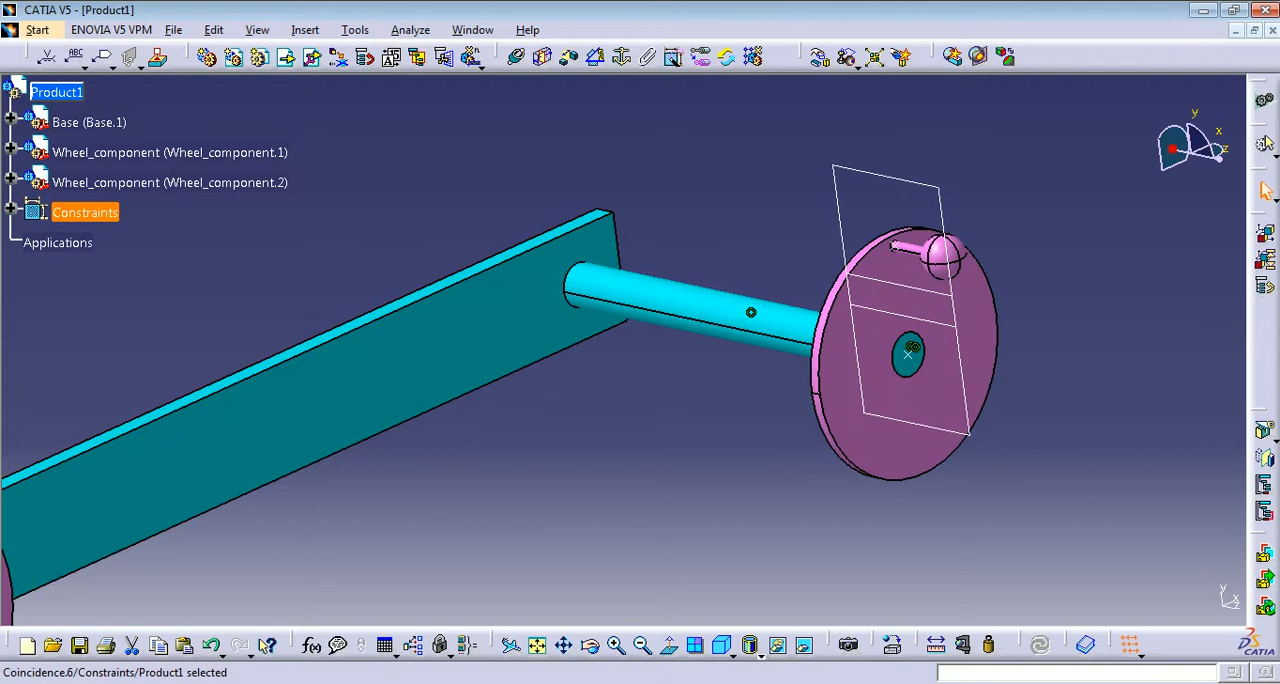 CATIA V5 - [Product1]
Start ENOVIA V5 VPM File Edit View Insert Tools Analyze Window Help
ABC
Product1
Base (Base.1)
Wheel_component (Wheel_component.1)
Wheel_component (Wheel_component.2)
Constraints
Applications
y
x
z
y
x
z
f(x)
CATIA
Coincidence.6/Constraints/Product1 selected